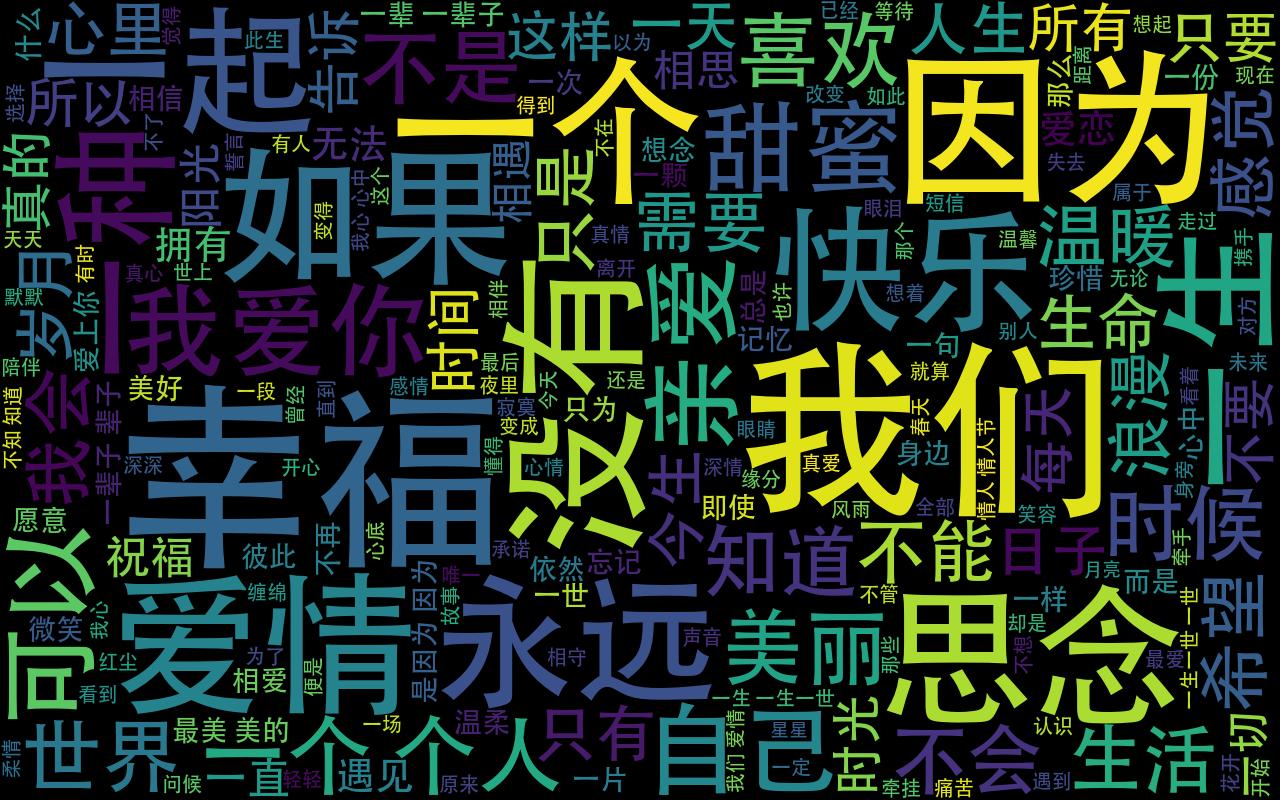 什么
心里
觉得
一起
此生
告诉
一辈 一辈子
不是
这样
以为
一天
相思
喜欢
已经
等待
人生
所有
想起
只要
选择
所以
相信
不了
一次
得到
一个
不在
改变
如此
因为
那么
距离
一份
现在
真的
一种
阳光
誓言
有人
无法
如果
变得
我心 心中
这个
相遇
只是
想念
一颗
甜蜜
爱恋
失去
感觉
天天
岁月
有时
拥有
真心
世上
真情
需要
眼泪
短信
属于
走过
默默
爱上你
我爱你
时间
相伴
离开
没有
亲爱
总是
也许
记忆
快乐
那个
想着
温馨
温暖
珍惜
无论
携手
一生
陪伴
别人
生命
对方
不知 知道
我会
一辈子 辈子
美好
一段
曾经
直到
感情
最后
夜里
寂寞
变成
今天
还是
只为
眼睛
我们
一句
就算
春天
身边
情人 情人节
每天
浪漫
心中
看着
身旁
未来
不要
深深
开心
幸福
懂得
心情
今生
深情
真爱
缘分
即使
风雨
全部
笑容
时候
愿意
祝福
彼此
不再
心底
承诺
依然
忘记
知道
不能
日子
月亮
牵手
可以
微笑
我心
缠绵
爱情
是因为 因为
故事
唯一
永远
一世
声音
美丽
不管
思念
一样
而是
却是
不想
最爱
一生一世 一世
希望
红尘
看到
为了
相爱
便是
相守
那些
一生 一生一世
世界
柔情
最美 美的
问候
一直
轻轻
一个个
一场
遇见
温柔
原来
个人
只有
一片
自己
我们 爱情
星星
一定
时光
不会
牵挂
痛苦
认识
遇到
生活
花开
一切
开始